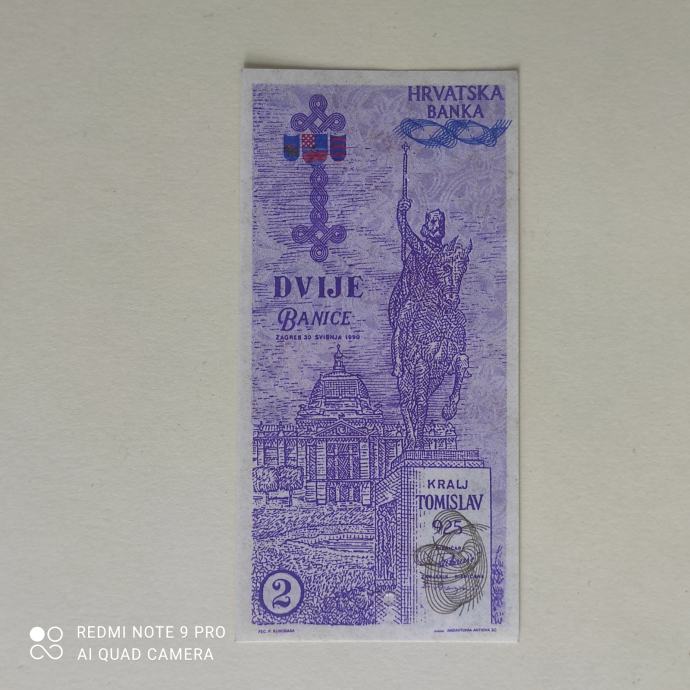 HRVATSKA
BANKA
DVIJE
BANICE
ZAGREB 30 SVIBNJA 1990
KRALJ
TOMISLAV
925
2
REDMI NOTE 9 PRO
AI QUAD CAMERA